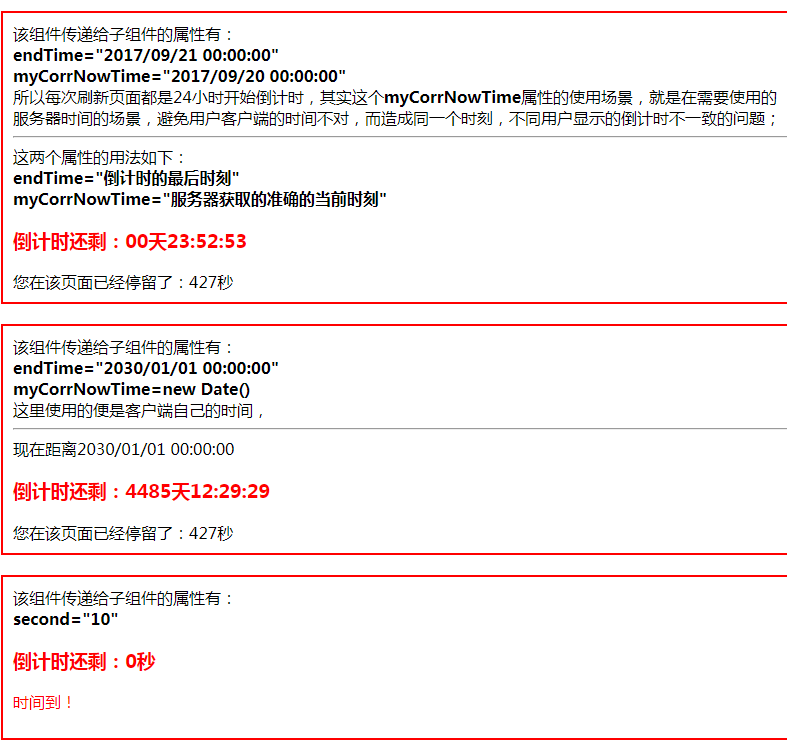 该组件传递给子组件的属性有：
endTime="2017/09/21 00:00:00"
myCorrNowTime="2017/09/20 00:00:00"
所以每次刷新页面都是24小时开始倒计时，其实这个myCorrNowTime属性的使用场景，就是在需要使用的
服务器时间的场景，避免用户客户端的时间不对，而造成同一个时刻，不同用户显示的倒计时不一致的问题；
这两个属性的用法如下：
endTime="倒计时的最后时刻"
myCorrNowTime="服务器获取的准确的当前时刻"
倒计时还剩：00天23:52:53
您在该页面已经停留了：427秒
该组件传递给子组件的属性有：
endTime="2030/01/01 00:00:00"
myCorrNowTime=new Date()
这里使用的便是客户端自己的时间，
现在距离2030/01/01 00:00:00
倒计时还剩：4485天12:29:29
您在该页面已经停留了：427秒
该组件传递给子组件的属性有：
second="10"
倒计时还剩：0秒
时间到！